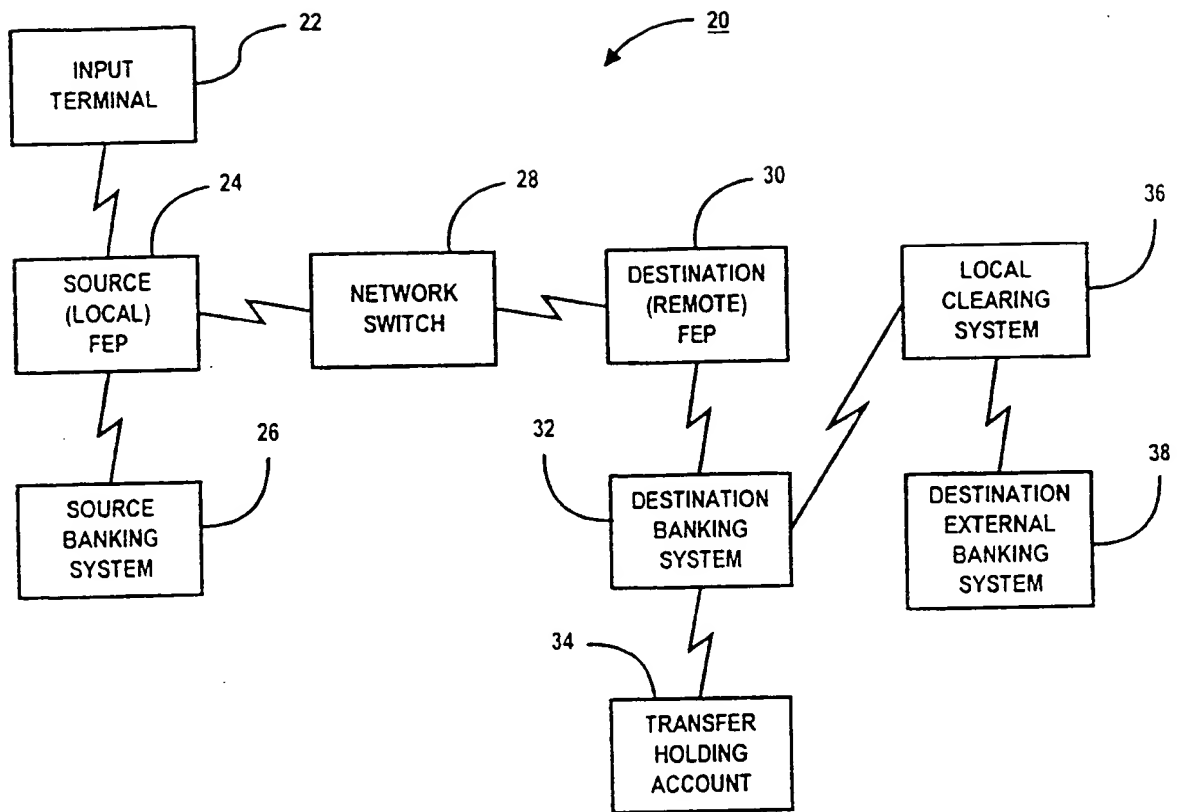 22
20
INPUT
TERMINAL
24
28
30
36
SOURCE
(LOCAL)
FEP
NETWORK
SWITCH
DESTINATION
(REMOTE)
FEP
LOCAL
CLEARING
SYSTEM
26
32
38
SOURCE
BANKING
SYSTEM
DESTINATION
BANKING
SYSTEM
DESTINATION
EXTERNAL
BANKING
SYSTEM
34
TRANSFER
HOLDING
ACCOUNT